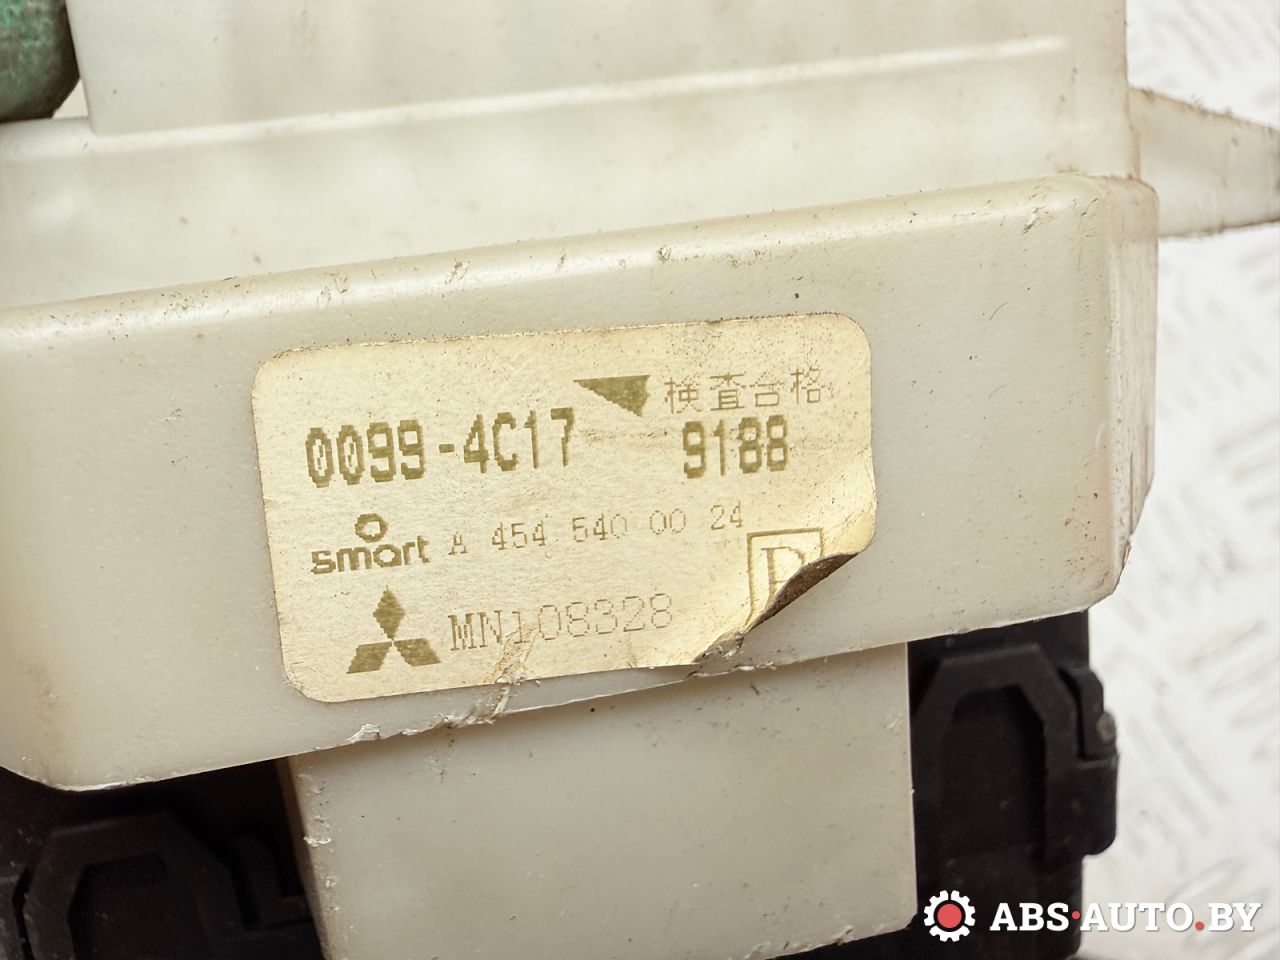 検査合格
0099-4C17 9188
smart A 454 540 00 24
MN108328
ABS-AUTO.BY